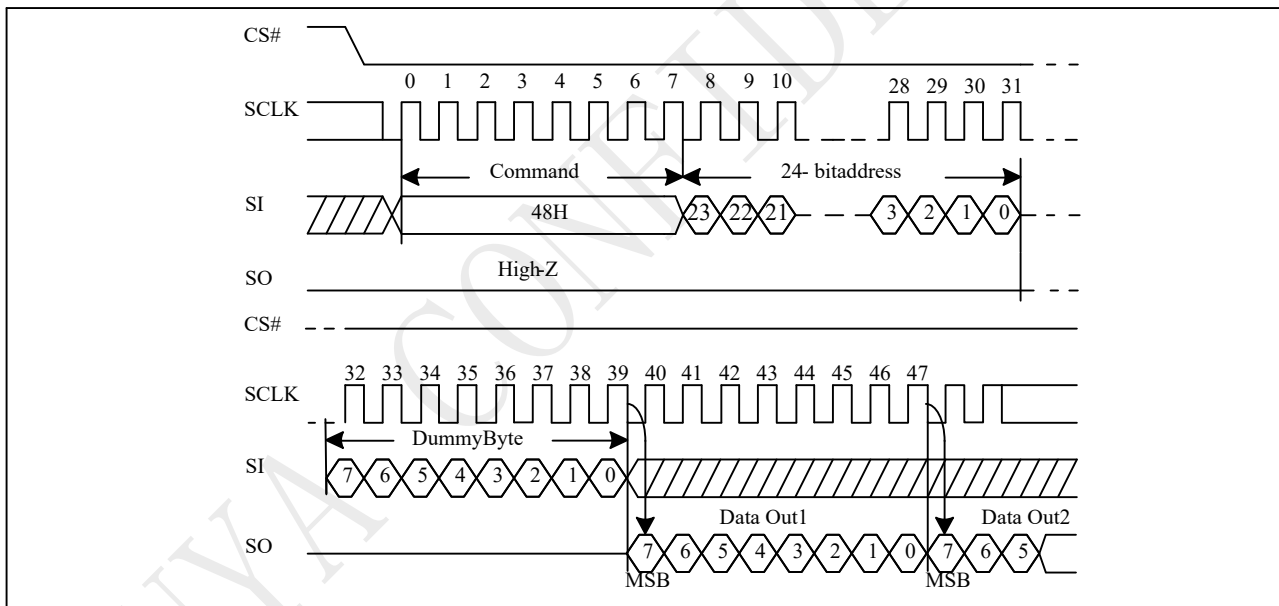 CS#
0 1 2 3 4 5 6 7 8 9 10 28 29 30 31
SCLK
Command 24- bitaddress
SI
48H 23 22 21 3 2 1 0
High-Z
SO
CS#
32 33 34 35 36 37 38 39 40 41 42 43 44 45 46 47
SCLK
DummyByte
SI
7 6 5 4 3 2 1 0
Data Out1 Data Out2
SO
7 6 5 4 3 2 1 0 7 6 5
MSB MSB